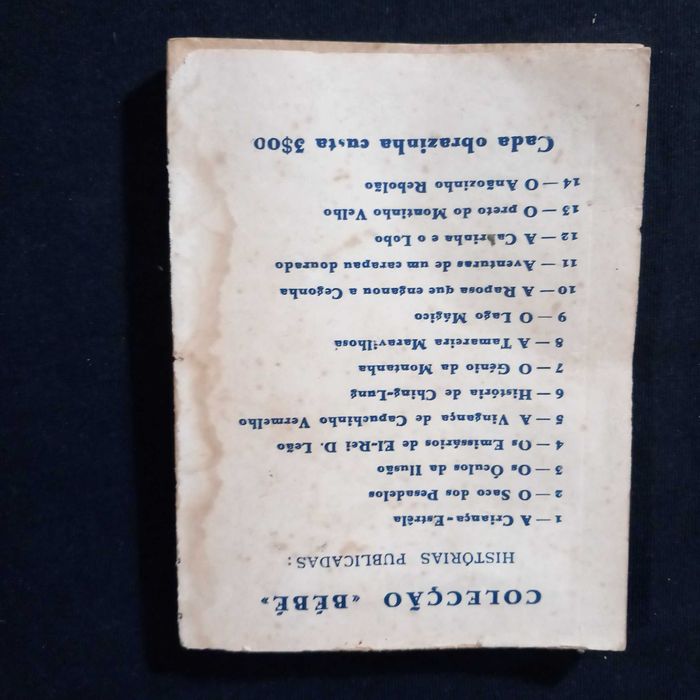 COLECÇÃO «BÉBÉ»
HISTÓRIAS PUBLICADAS:
1 — A Criança-Estrêla
2 — O Saco dos Pesadelos
3 — Os Óculos da Ilusão
4 — Os Emissários de El-Rei D. Leão
5 — A Vingança de Capuchinho Vermelho
6 — História de Ching-Lung
7 — O Génio da Montanha
8 — A Tamareira Maravilhosa
9 — O Lago Mágico
10 — A Raposa que enganou a Cegonha
11 — Aventuras de um carapau dourado
12 — A Cabrinha e o Lobo
13 — O preto do Montinho Velho
14 — O Anãozinho Rebolão
Cada obrazinha custa 3$00